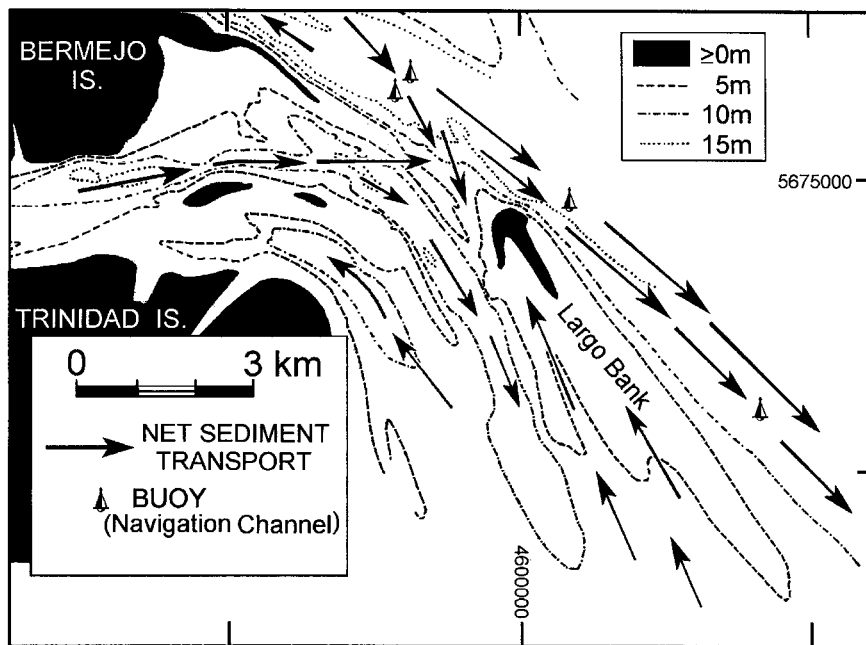 BERMEJO
IS.
≥0m
5m
10m
15m
5675000
TRINIDAD IS.
0 3 km
NET SEDIMENT
TRANSPORT
BUOY
(Navigation Channel)
Largo Bank
4600000